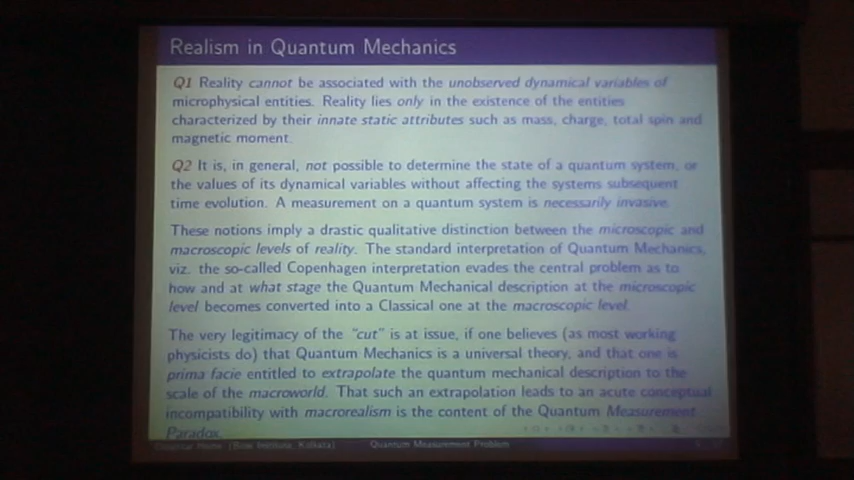 Realism in Quantum Mechanics
Q1 Reality cannot be associated with the unobserved dynamical variables of
microphysical entities. Reality lies only in the existence of the entities
characterized by their innate static attributes such as mass, charge, total spin and
magnetic moment.
Q2 It is, in general, not possible to determine the state of a quantum system, or
the values of its dynamical variables without affecting the systems subsequent
time evolution. A measurement on a quantum system is necessarily invasive.
These notions imply a drastic qualitative distinction between the microscopic and
macroscopic levels of reality. The standard interpretation of Quantum Mechanics,
viz. the so-called Copenhagen interpretation evades the central problem as to
how and at what stage the Quantum Mechanical description at the microscopic
level becomes converted into a Classical one at the macroscopic level.
The very legitimacy of the "cut" is at issue, if one believes (as most working
physicists do) that Quantum Mechanics is a universal theory, and that one is
prima facie entitled to extrapolate the quantum mechanical description to the
scale of the macroworld. That such an extrapolation leads to an acute conceptual
incompatibility with macrorealism is the content of the Quantum Measurement
Paradox.
Home (Bose Institute, Kolkata)
Quantum Measurement Problem